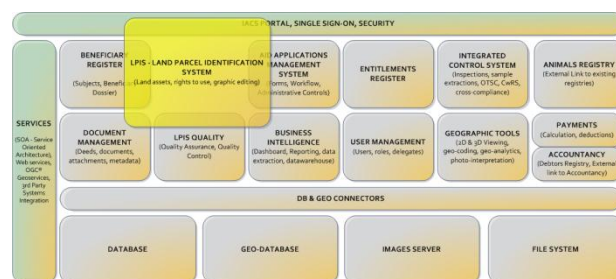 IACS PORTAL, SINGLE SIGN-ON, SECURITY
SERVICES
(SOA - Service
Oriented
Architecture),
Web services,
OGC®
Geoservices,
3rd Party
Systems
Integration
BENEFICIARY
REGISTER
(Subjects,
Dossier)
LPIS - LAND PARCEL IDENTIFICATION
SYSTEM
(Land assets, rights to use, graphic editing)
AID APPLICATIONS
MANAGEMENT
SYSTEM
Workflow,
Controls)
ENTITLEMENTS
REGISTER
INTEGRATED
CONTROL SYSTEM
(Inspections, sample
extractions, OTSC, CwRS,
cross-compliance)
ANIMALS REGISTRY
(External Link to existing
registries)
DOCUMENT
MANAGEMENT
(Deeds, documents,
attachments, metadata)
LPIS QUALITY
(Quality Assurance, Quality
Control)
BUSINESS
INTELLIGENCE
(Dashboard, Reporting, data
extraction, datawarehouse)
USER MANAGEMENT
(Users, roles, delegates)
GEOGRAPHIC TOOLS
(2D & 3D Viewing,
geo-coding, geo-analytics,
photo-interpretation)
PAYMENTS
(Calculation, deductions)
ACCOUNTANCY
(Debtors Registry, External
link to Accountancy)
DB & GEO CONNECTORS
DATABASE
GEO-DATABASE
IMAGES SERVER
FILE SYSTEM